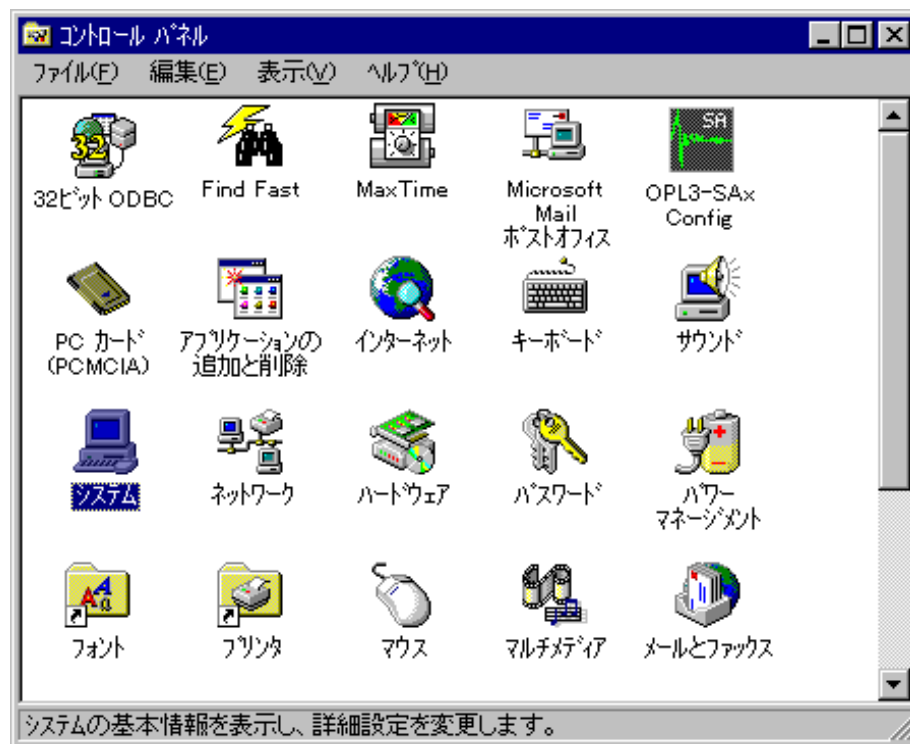 コントロール パネル
ファイル(F) 編集(E) 表示(V) ヘルプ(H)
32ビット ODBC
Find Fast
MaxTime
Microsoft
Mail
ポストオフィス
SA
OPL3-SAx
Config
PC カード
(PCMCIA)
アプリケーションの
追加と削除
インターネット
キーボード
サウンド
システム
ネットワーク
ハードウェア
パスワード
パワー
マネージメント
フォント
プリンタ
マウス
マルチメディア
メールとファックス
システムの基本情報を表示し、詳細設定を変更します。